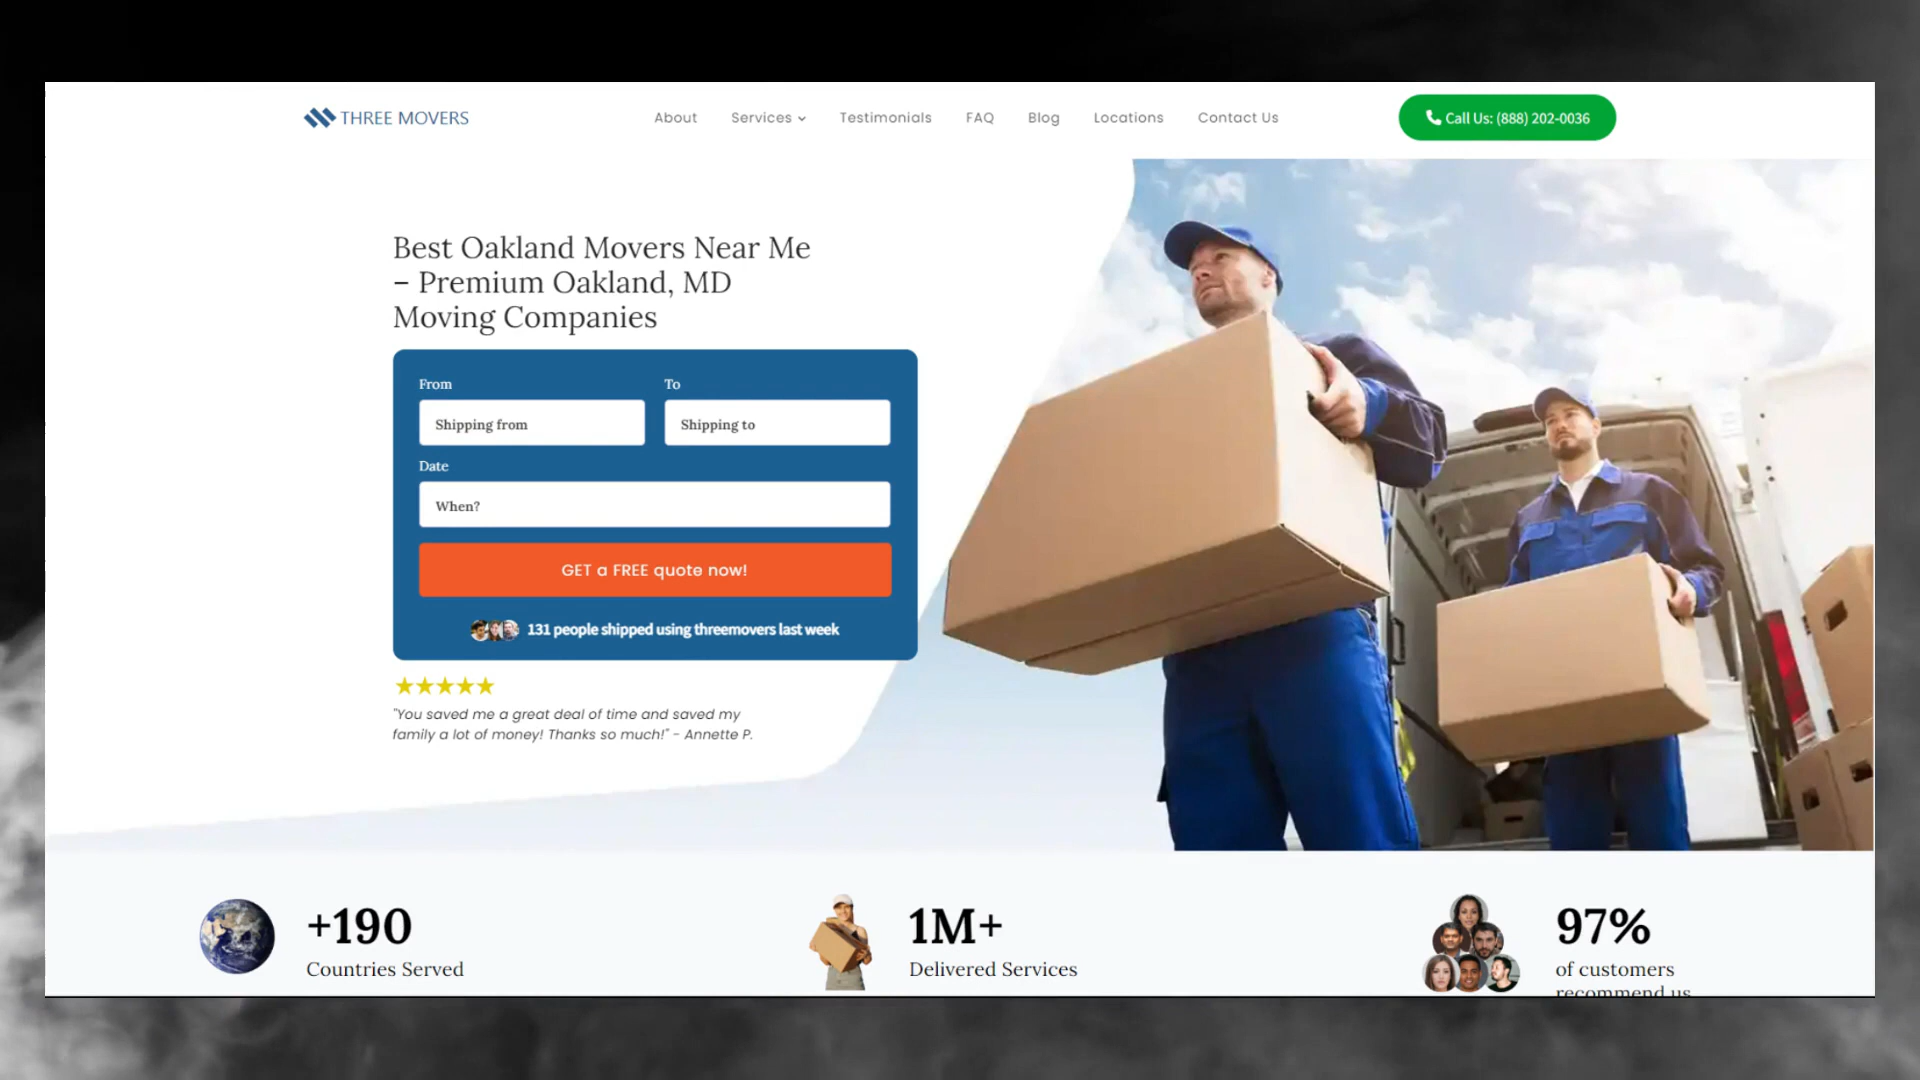 THREE MOVERS
About
Services
Testimonials
FAQ
Blog
Locations
Contact Us
Call Us: (888) 202-0036
Best Oakland Movers Near Me
– Premium Oakland, MD
Moving Companies
From
To
Shipping from
Shipping to
Date
When?
GET a FREE quote now!
131 people shipped using threemovers last week
"You saved me a great deal of time and saved my
family a lot of money! Thanks so much!" - Annette P.
+190
Countries Served
1M+
Delivered Services
97%
of customers
recommend us